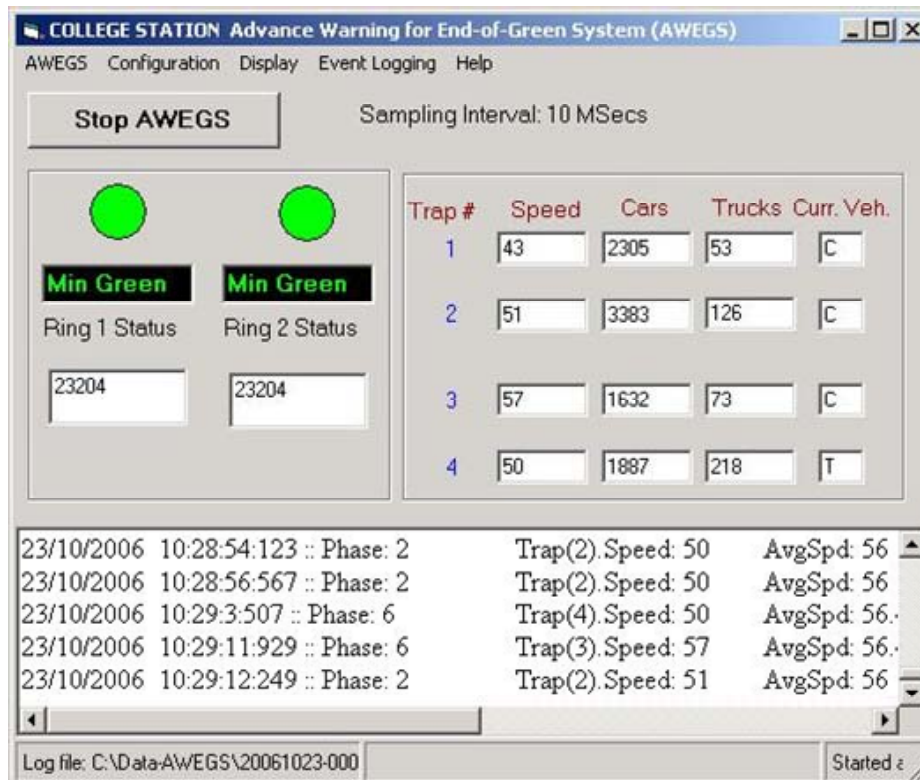 COLLEGE STATION Advance Warning for End-of-Green System (AWEGS)
AWEGS Configuration Display Event Logging Help
Stop AWEGS
Sampling Interval: 10 MSecs
Min Green Min Green
Ring 1 Status Ring 2 Status
23204 23204
Trap # Speed Cars Trucks Curr. Veh.
1 43 2305 53 C
2 51 3383 126 C
3 57 1632 73 C
4 50 1887 218 T
23/10/2006 10:28:54:123 :: Phase: 2 Trap(2).Speed: 50 AvgSpd: 56
23/10/2006 10:28:56:567 :: Phase: 2 Trap(2).Speed: 50 AvgSpd: 56
23/10/2006 10:29:3:507 :: Phase: 6 Trap(4).Speed: 50 AvgSpd: 56.
23/10/2006 10:29:11:929 :: Phase: 6 Trap(3).Speed: 57 AvgSpd: 56.
23/10/2006 10:29:12:249 :: Phase: 2 Trap(2).Speed: 51 AvgSpd: 56
Log file: C:\Data-AWEGS\20061023-000 Started